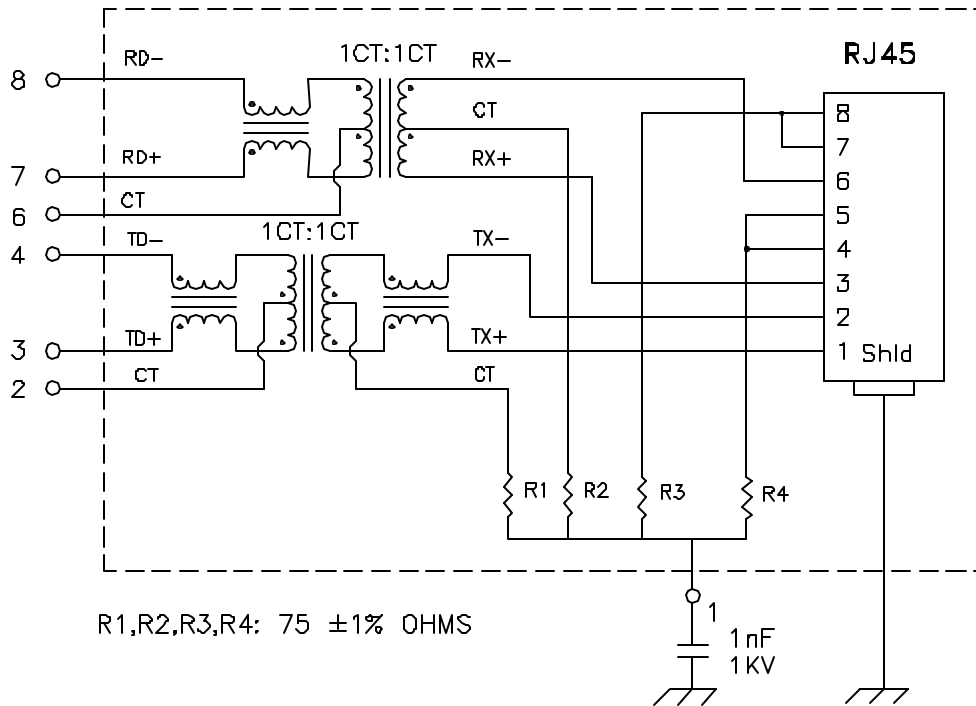 1CT:1CT
RJ45
8
RD-
RX-
CT
8
7
7
RD+
RX+
6
6
CT
5
1CT:1CT
4
TD-
TX-
4
3
2
3
TD+
TX+
1
Shld
2
CT
CT
R1
R2
R3
R4
R1,R2,R3,R4: 75 ±1% OHMS
1
1nF
1KV